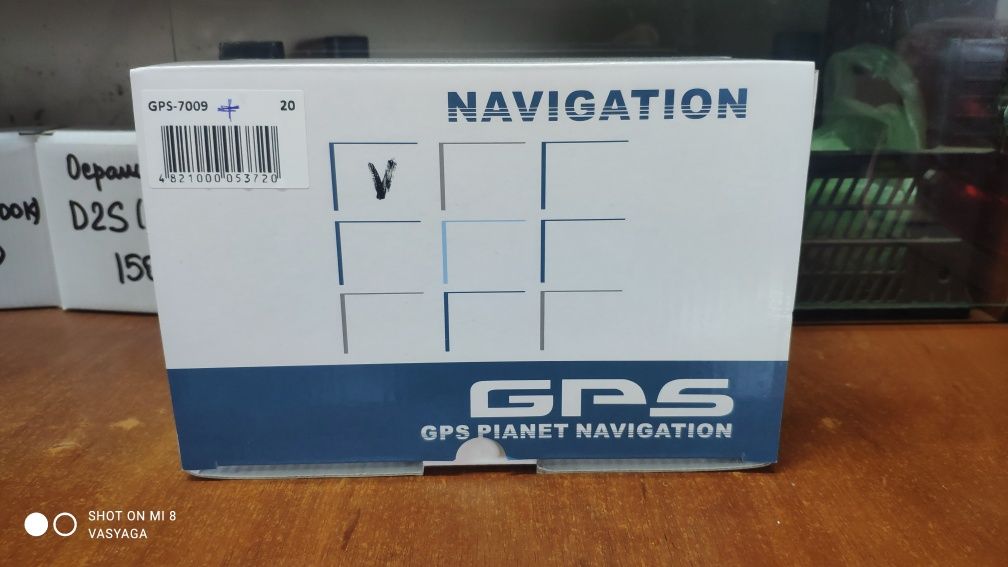 GPS-7009 + 20
4 821000 053720
NAVIGATION
V
GPS
GPS PIANET NAVIGATION
D2S (
SHOT ON MI 8
VASYAGA